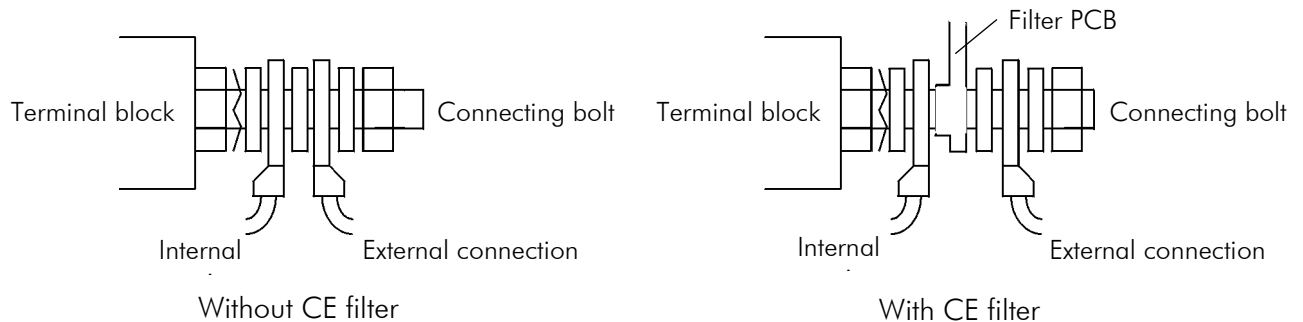 Filter PCB
Terminal block
Connecting bolt
Terminal block
Connecting bolt
Internal
External connection
Internal
External connection
Without CE filter
With CE filter